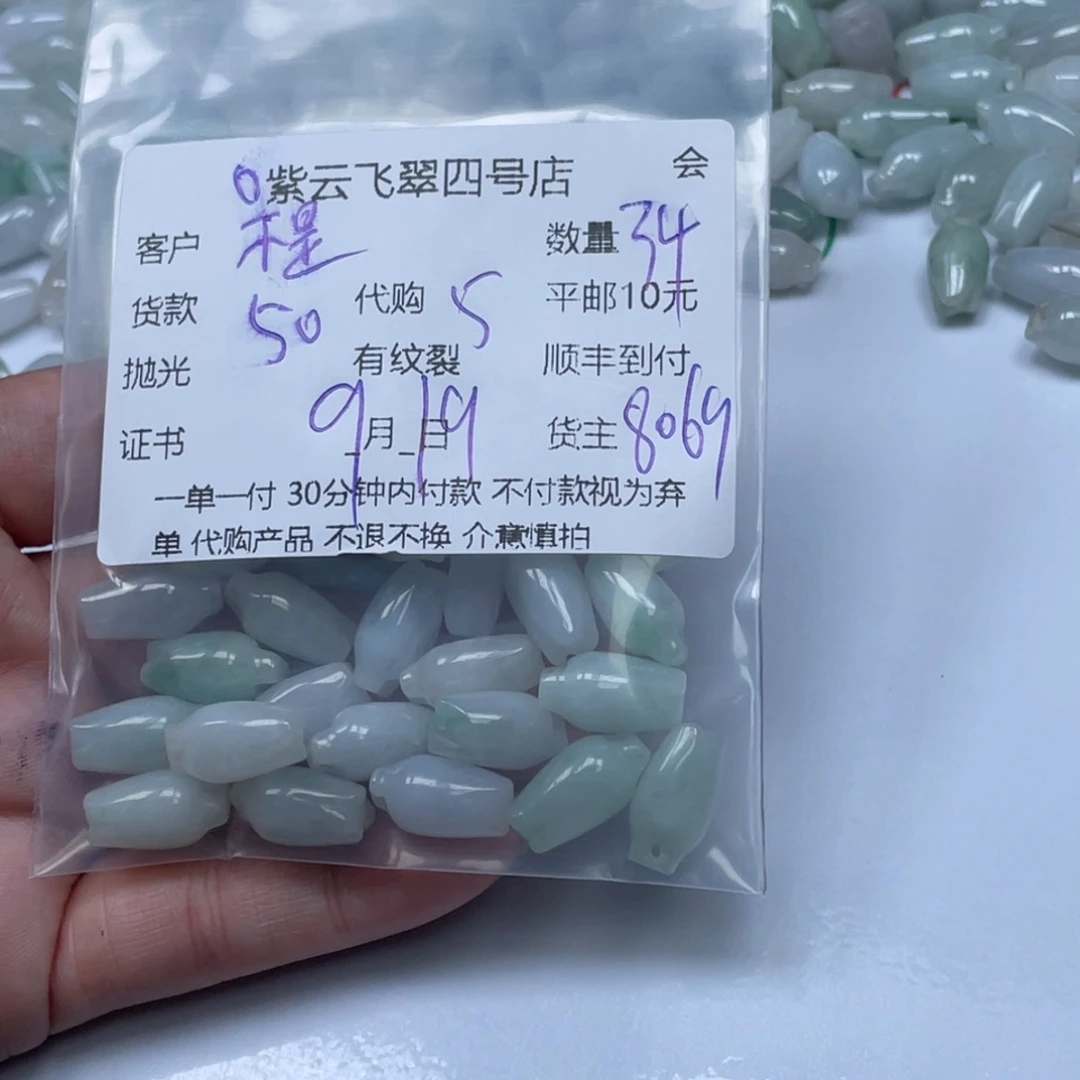 紫云飞翠四号店 会
客户 程 数量 34
货款 50 代购 5 平邮10元
抛光 有纹裂 顺丰到付
证书 9月19日 货主 8069
一单一付 30分钟内付款 不付款视为弃
单 代购产品 不退不换 介意慎拍